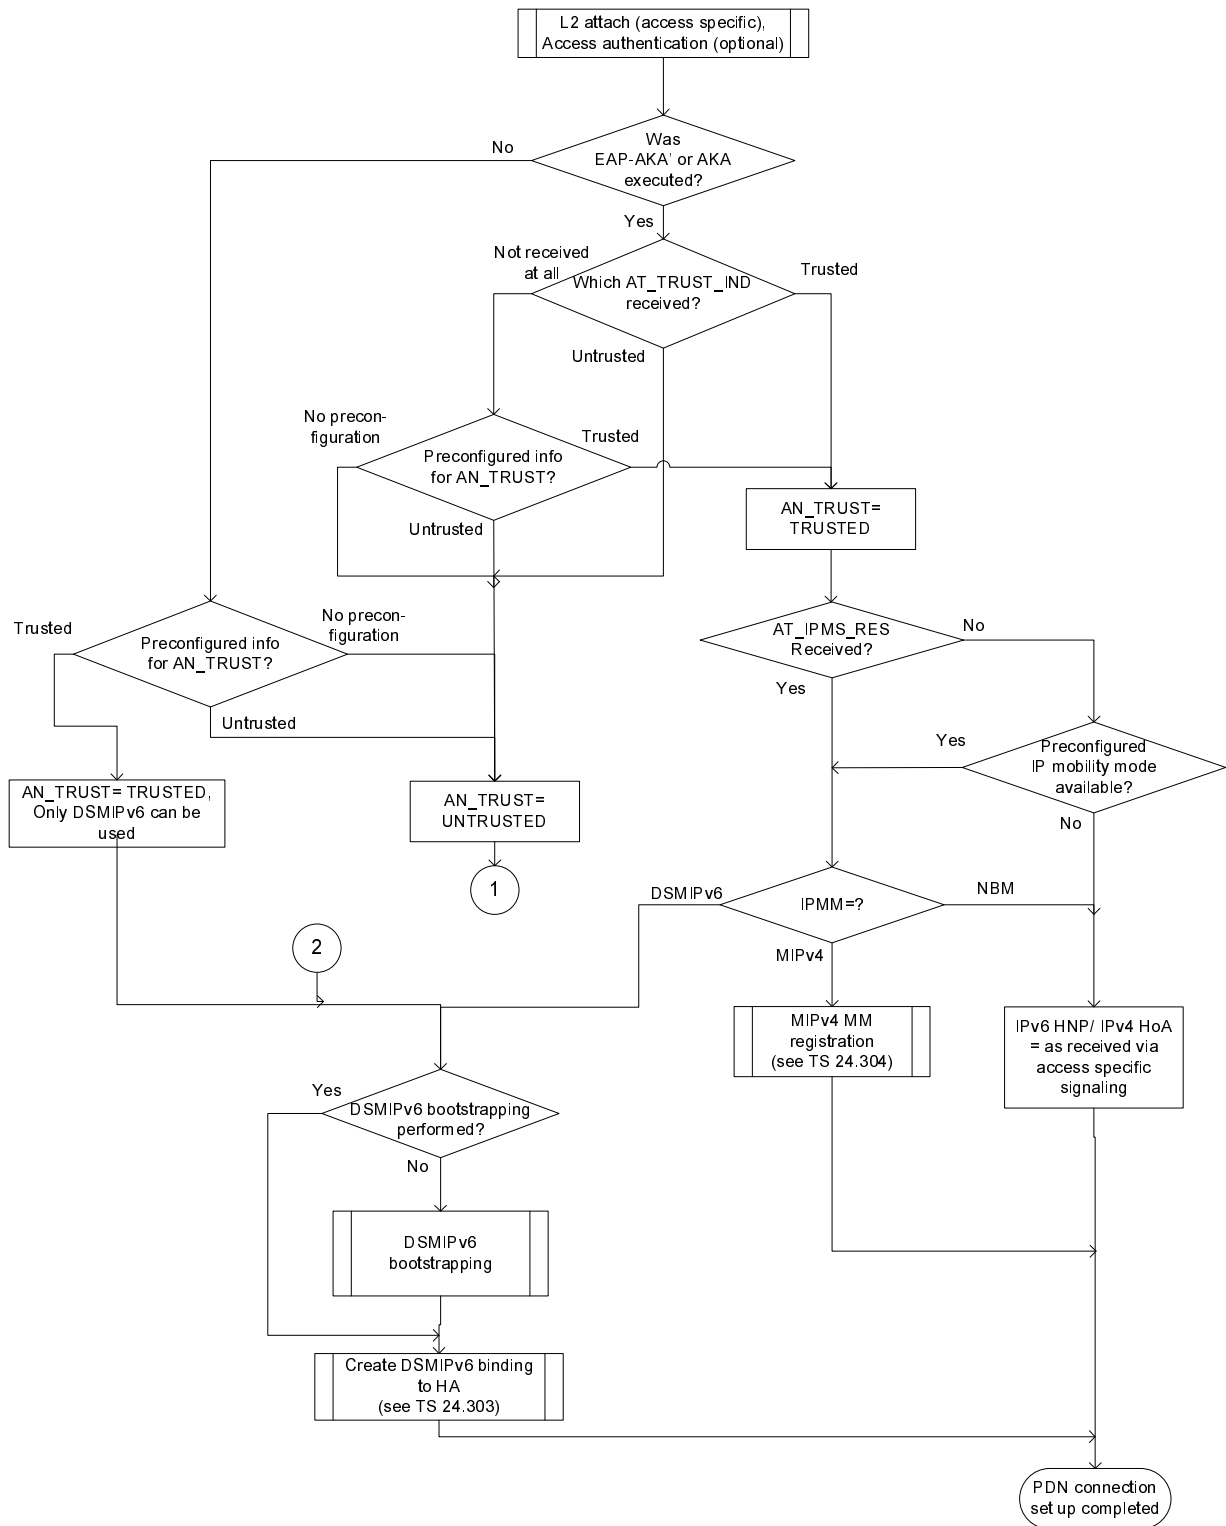 L2 attach (access specific),
Access authentication (optional)
Was
EAP-AKA' or AKA
executed?
No
Yes
Not received
at all
Which AT_TRUST_IND
received?
Trusted
Untrusted
No precon-
figuration
Preconfigured info
for AN_TRUST?
Trusted
Untrusted
AN_TRUST=
TRUSTED
Trusted
Preconfigured info
for AN_TRUST?
No precon-
figuration
Untrusted
AT_IPMS_RES
Received?
No
Yes
Preconfigured
IP mobility mode
available?
Yes
No
AN_TRUST= TRUSTED,
Only DSMIPv6 can be
used
AN_TRUST=
UNTRUSTED
1
DSMIPv6
IPMM=?
NBM
MIPv4
2
MIPv4 MM
registration
(see TS 24.304)
IPv6 HNP/ IPv4 HoA
= as received via
access specific
signaling
Yes
DSMIPv6 bootstrapping
performed?
No
DSMIPv6
bootstrapping
Create DSMIPv6 binding
to HA
(see TS 24.303)
PDN connection
set up completed